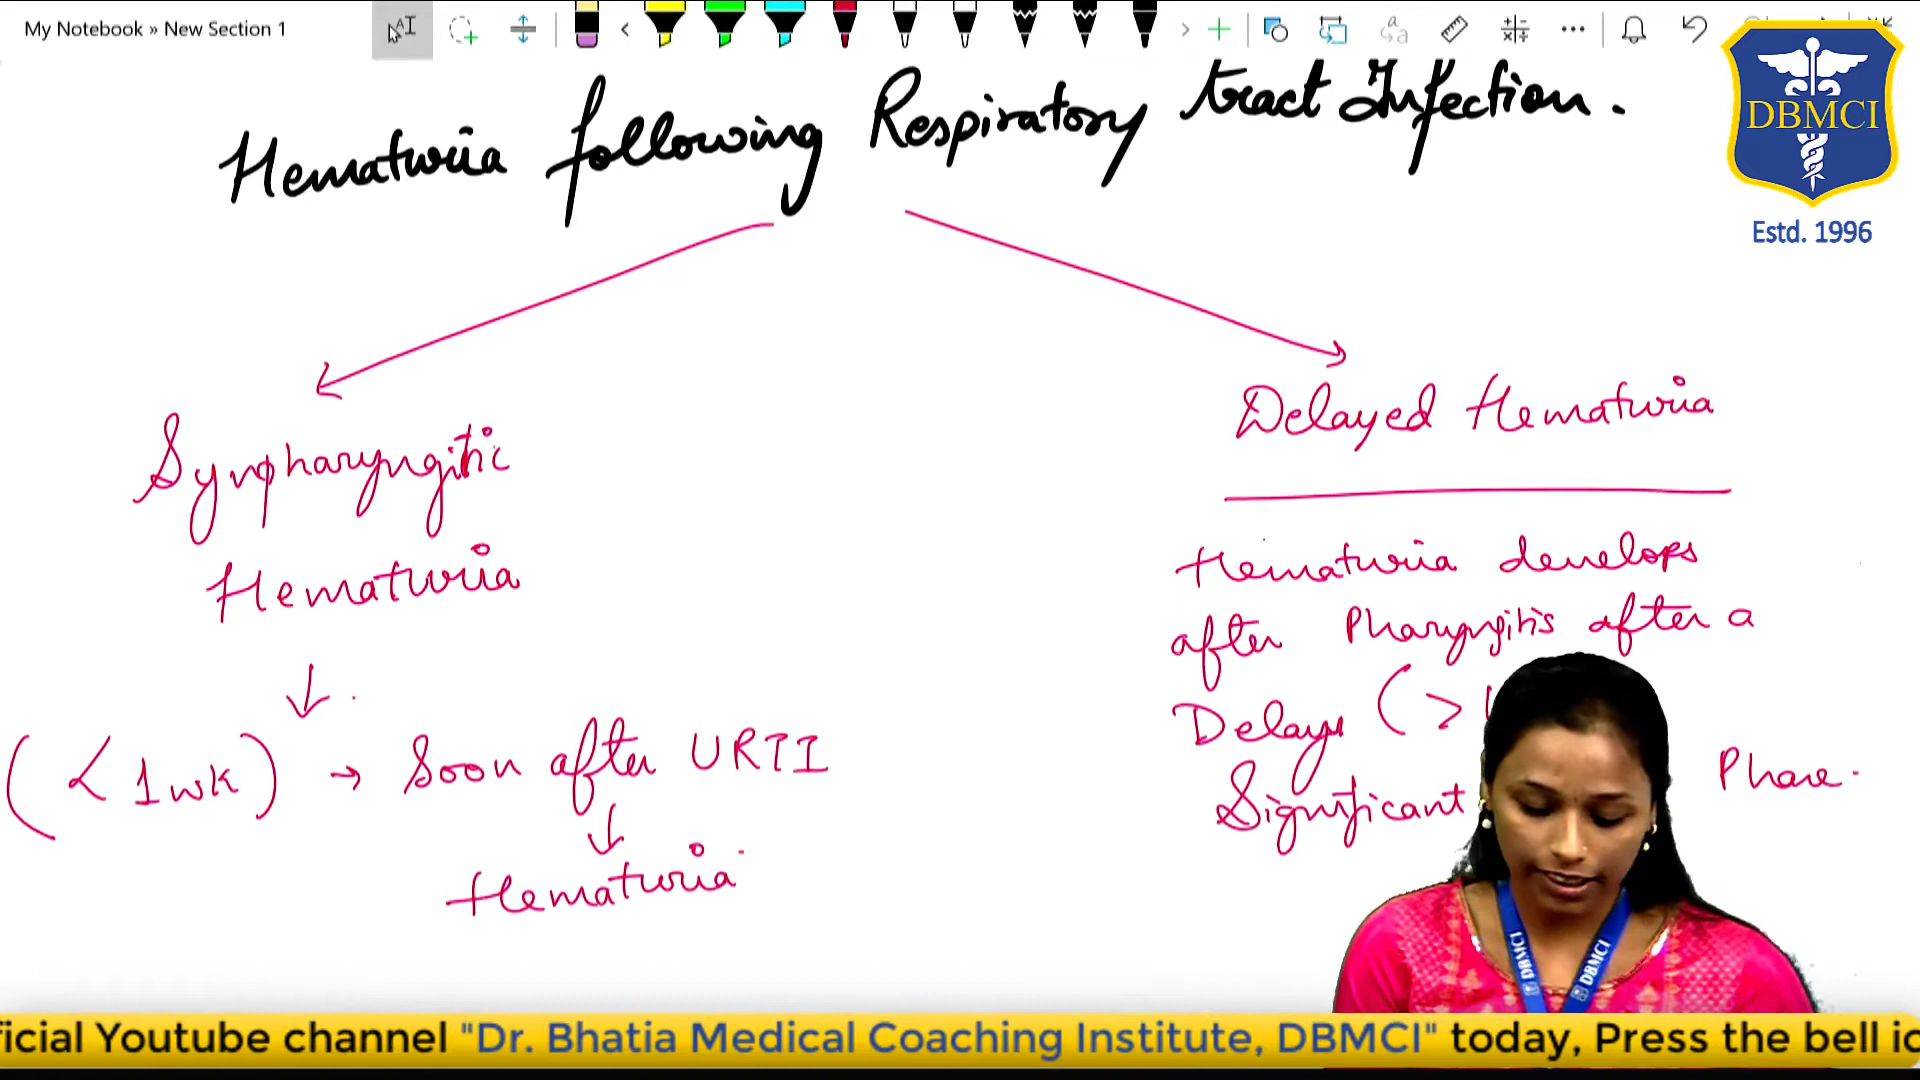 My Notebook » New Section 1
Hematuria following Respiratory tract Infection.
DBMCI
Estd. 1996
Synpharyngitic
Hematuria
(< 1wk) → Soon after URTI
Hematuria
Delayed Hematuria
Hematuria develops
after Pharyngitis after a
Delay (>
Significant
Phare.
DBMCI
DBMCI
ficial Youtube channel "Dr. Bhatia Medical Coaching Institute, DBMCI" today, Press the bell ic